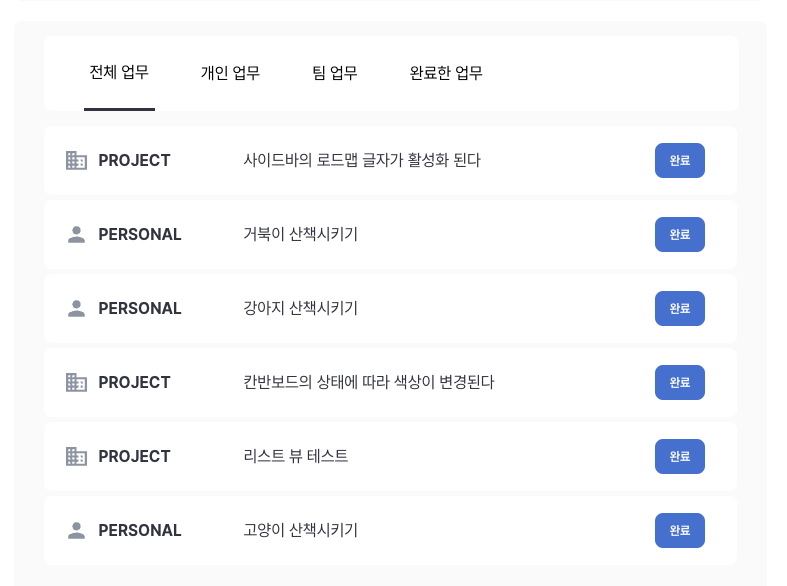 전체 업무 개인 업무 팀 업무 완료한 업무
PROJECT 사이드바의 로드맵 글자가 활성화 된다 완료
PERSONAL 거북이 산책시키기 완료
PERSONAL 강아지 산책시키기 완료
PROJECT 칸반보드의 상태에 따라 색상이 변경된다 완료
PROJECT 리스트 뷰 테스트 완료
PERSONAL 고양이 산책시키기 완료